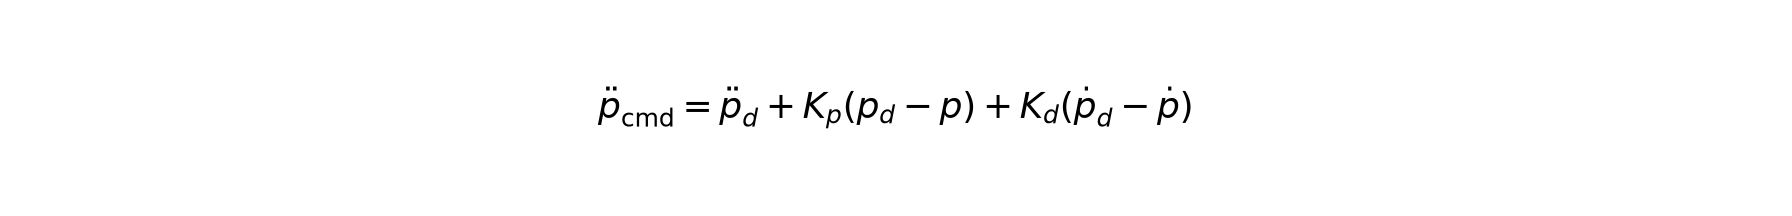 p̈_cmd = p̈_d + K_p(p_d − p) + K_d(ṗ_d − ṗ)